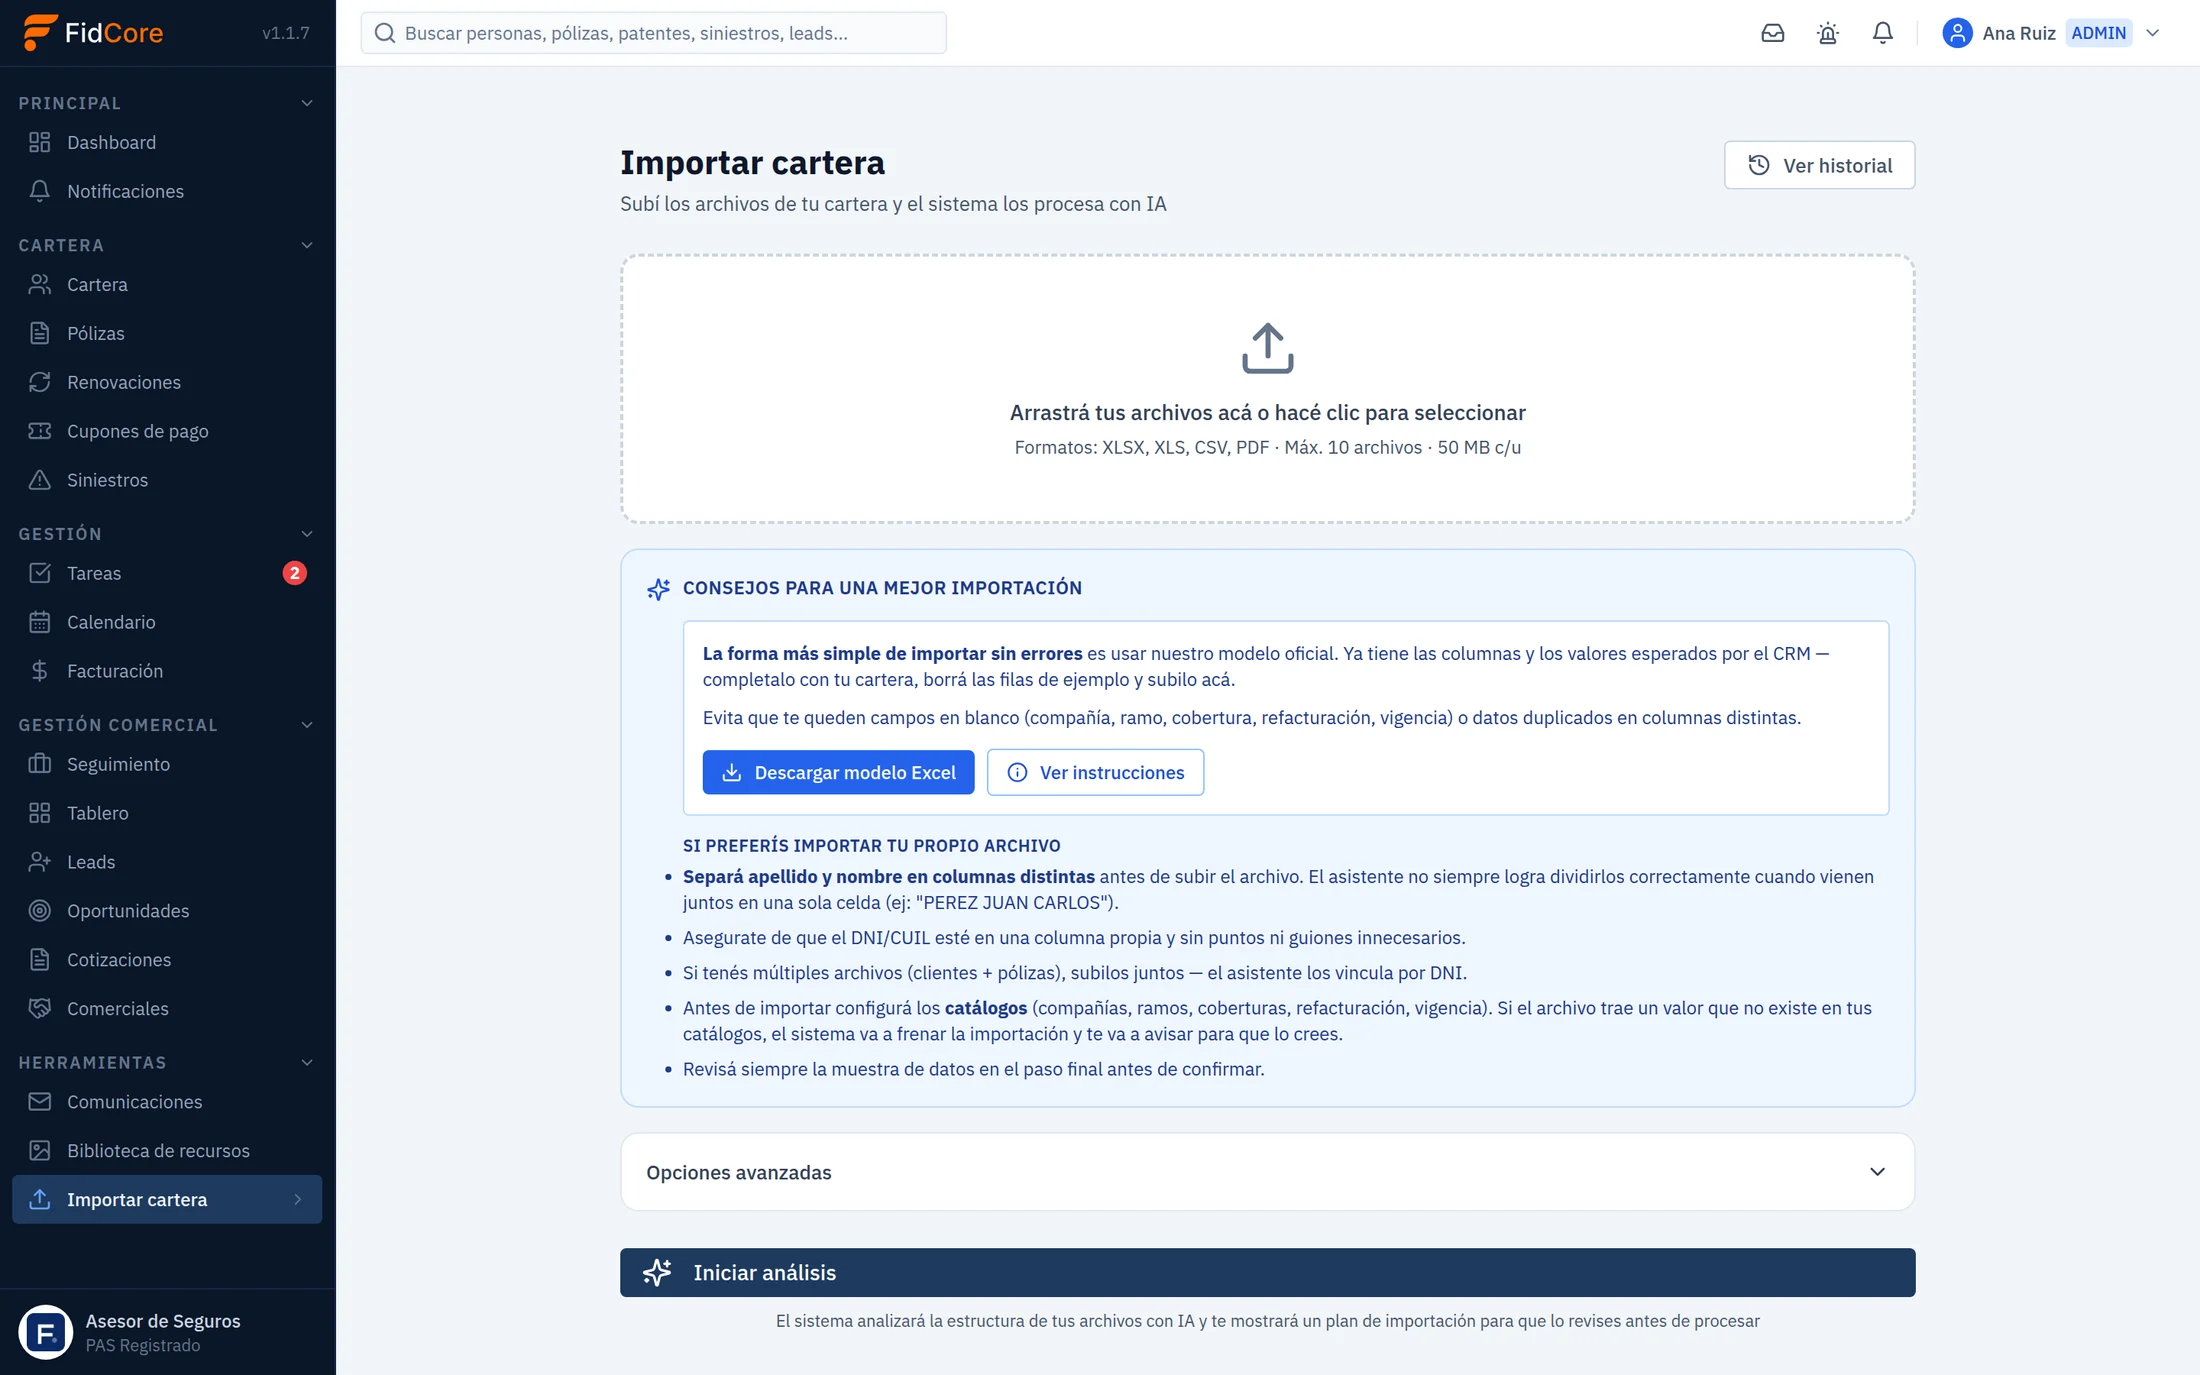 FidCore
v1.1.7
Buscar personas, pólizas, patentes, siniestros, leads...
Ana Ruiz
ADMIN
PRINCIPAL
Dashboard
Notificaciones
CARTERA
Cartera
Pólizas
Renovaciones
Cupones de pago
Siniestros
GESTIÓN
Tareas
2
Calendario
Facturación
GESTIÓN COMERCIAL
Seguimiento
Tablero
Leads
Oportunidades
Cotizaciones
Comerciales
HERRAMIENTAS
Comunicaciones
Biblioteca de recursos
Importar cartera
F.
Asesor de Seguros
PAS Registrado
Importar cartera
Subí los archivos de tu cartera y el sistema los procesa con IA
Ver historial
Arrastrá tus archivos acá o hacé clic para seleccionar
Formatos: XLSX, XLS, CSV, PDF · Máx. 10 archivos · 50 MB c/u
CONSEJOS PARA UNA MEJOR IMPORTACIÓN
La forma más simple de importar sin errores es usar nuestro modelo oficial. Ya tiene las columnas y los valores esperados por el CRM —
completalo con tu cartera, borrá las filas de ejemplo y subilo acá.
Evita que te queden campos en blanco (compañía, ramo, cobertura, refacturación, vigencia) o datos duplicados en columnas distintas.
Descargar modelo Excel
Ver instrucciones
SI PREFERÍS IMPORTAR TU PROPIO ARCHIVO
• Separá apellido y nombre en columnas distintas antes de subir el archivo. El asistente no siempre logra dividirlos correctamente cuando vienen
juntos en una sola celda (ej: "PEREZ JUAN CARLOS").
• Asegurate de que el DNI/CUIL esté en una columna propia y sin puntos ni guiones innecesarios.
• Si tenés múltiples archivos (clientes + pólizas), subilos juntos — el asistente los vincula por DNI.
• Antes de importar configurá los catálogos (compañías, ramos, coberturas, refacturación, vigencia). Si el archivo trae un valor que no existe en tus
catálogos, el sistema va a frenar la importación y te va a avisar para que lo crees.
• Revisá siempre la muestra de datos en el paso final antes de confirmar.
Opciones avanzadas
Iniciar análisis
El sistema analizará la estructura de tus archivos con IA y te mostrará un plan de importación para que lo revises antes de procesar